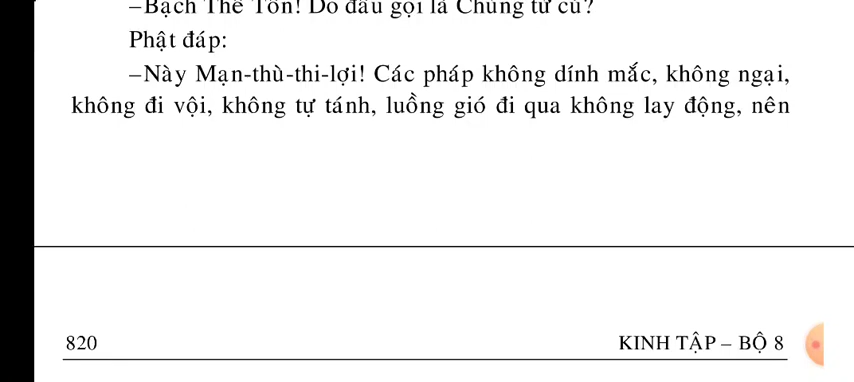 –Bạch Thế Tôn! Do đâu gọi là Chủng tử cú?
Phật đáp:
–Này Mạn-thù-thi-lợi! Các pháp không dính mắc, không ngại,
không đi vội, không tự tánh, luồng gió đi qua không lay động, nên
820
KINH TẬP – BỘ 8